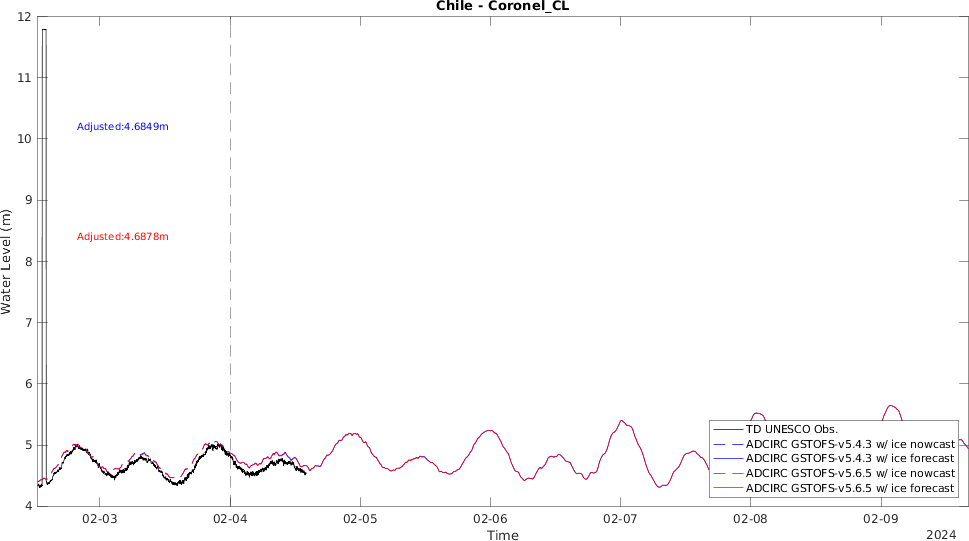 Chile - Coronel_CL
12
11
10
9
8
7
6
5
4
Water Level (m)
Adjusted:4.6849m
Adjusted:4.6878m
TD UNESCO Obs.
ADCIRC GSTOFS-v5.4.3 w/ ice nowcast
ADCIRC GSTOFS-v5.4.3 w/ ice forecast
ADCIRC GSTOFS-v5.6.5 w/ ice nowcast
ADCIRC GSTOFS-v5.6.5 w/ ice forecast
02-03 02-04 02-05 02-06 02-07 02-08 02-09
Time
2024